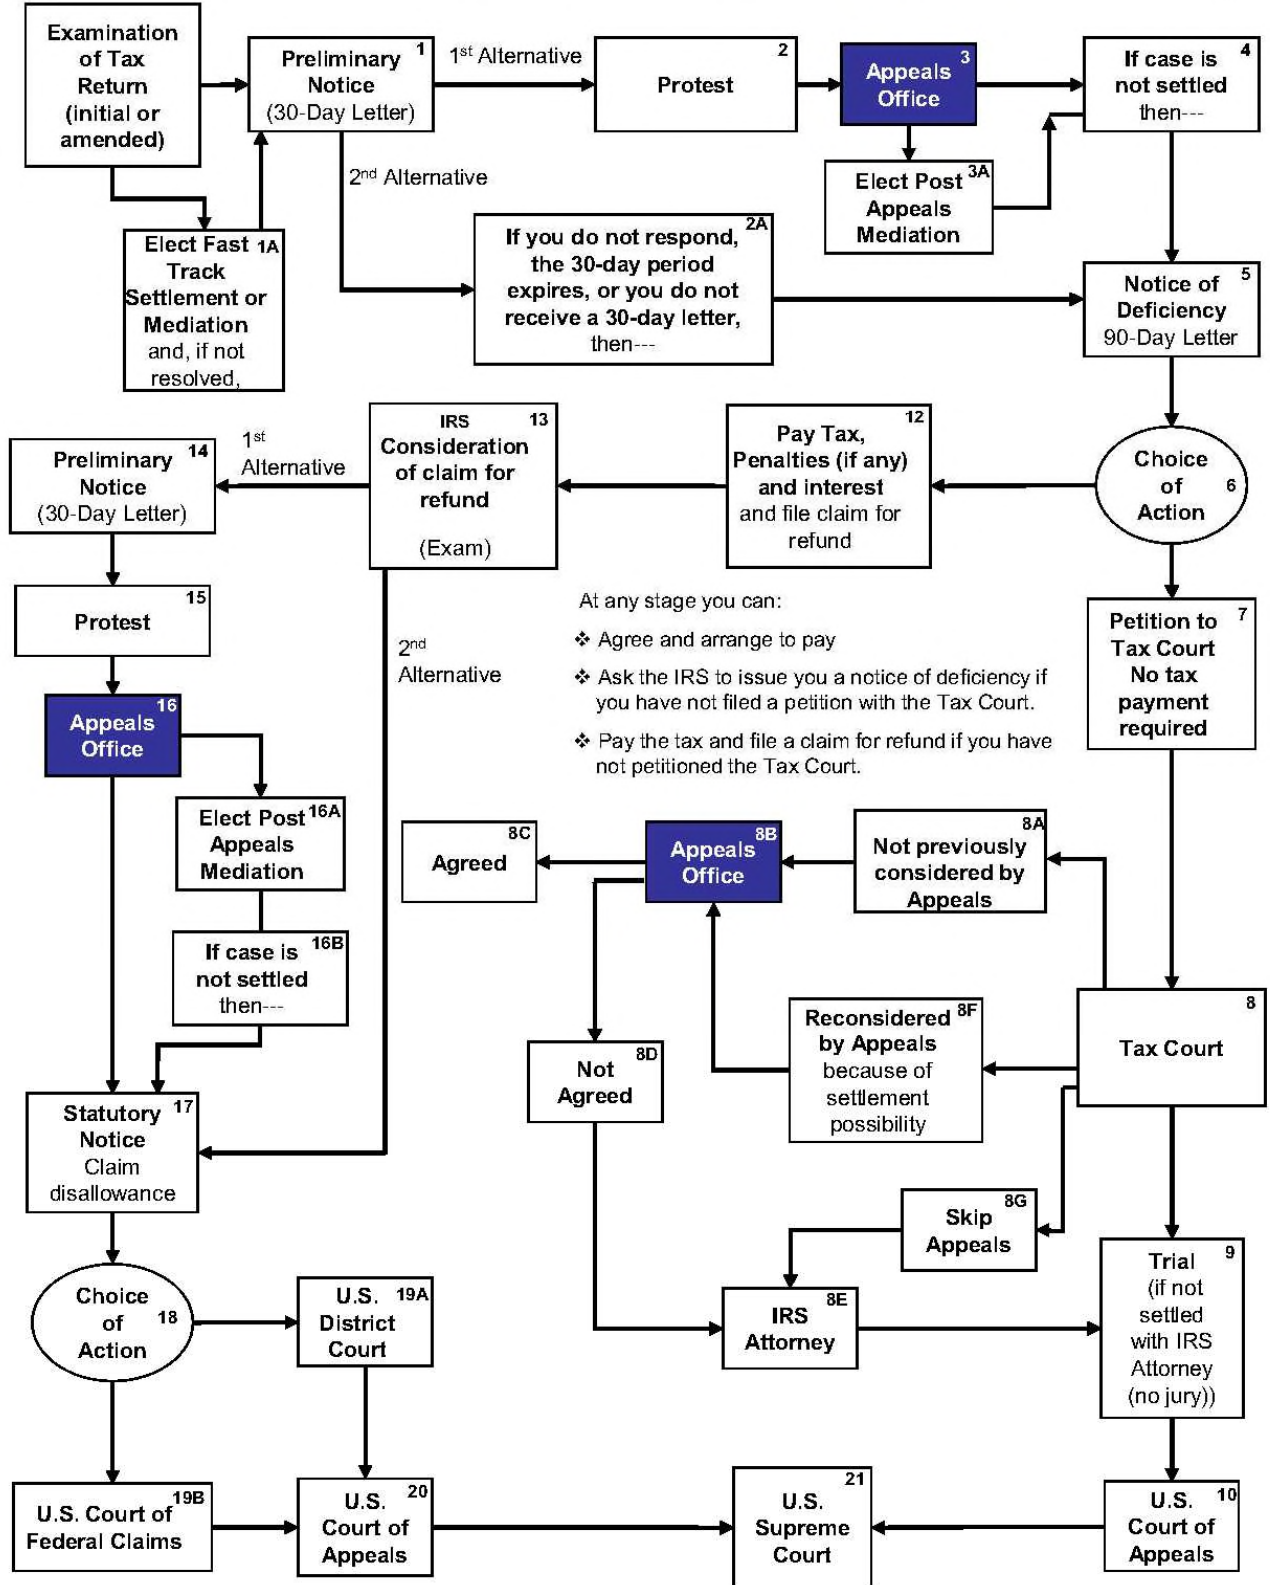 Examination
of Tax
Return
(initial or
amended)
1
Preliminary
Notice
(30-Day Letter)
1st Alternative
2
Protest
3
Appeals
Office
4
If case is
not settled
then---
2nd Alternative
3A
Elect Post
Appeals
Mediation
Elect Fast 1A
Track
Settlement or
Mediation
and, if not
resolved,
2A
If you do not respond,
the 30-day period
expires, or you do not
receive a 30-day letter,
then---
5
Notice of
Deficiency
90-Day Letter
Choice
of
Action
6
12
Pay Tax,
Penalties (if any)
and interest
and file claim for
refund
13
IRS
Consideration
of claim for
refund
(Exam)
1st
Alternative
14
Preliminary
Notice
(30-Day Letter)
15
Protest
2nd
Alternative
At any stage you can:
❖ Agree and arrange to pay
❖ Ask the IRS to issue you a notice of deficiency if
you have not filed a petition with the Tax Court.
❖ Pay the tax and file a claim for refund if you have
not petitioned the Tax Court.
7
Petition to
Tax Court
No tax
payment
required
16
Appeals
Office
16A
Elect Post
Appeals
Mediation
16B
If case is
not settled
then---
8C
Agreed
8B
Appeals
Office
8A
Not previously
considered by
Appeals
8
Tax Court
8F
Reconsidered
by Appeals
because of
settlement
possibility
8D
Not
Agreed
8G
Skip
Appeals
8E
IRS
Attorney
9
Trial
(if not
settled
with IRS
Attorney
(no jury))
17
Statutory
Notice
Claim
disallowance
Choice
of
Action
18
19A
U.S.
District
Court
19B
U.S. Court of
Federal Claims
20
U.S.
Court of
Appeals
21
U.S.
Supreme
Court
10
U.S.
Court of
Appeals